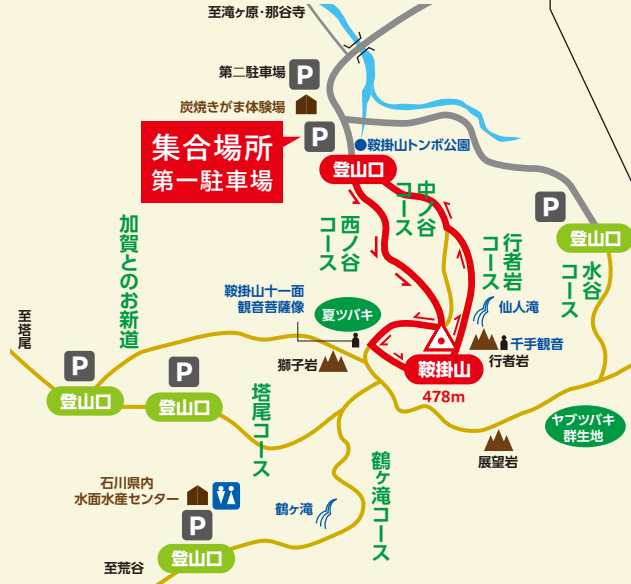 至滝ヶ原・那谷寺
第二駐車場
P
炭焼きがま体験場
P
集合場所
第一駐車場
鞍掛山トンボ公園
登山口
中ノ谷
コース
西ノ谷
コース
行者岩
コース
P
登山口
水谷
コース
加賀とのお新道
鞍掛山十一面
観音菩薩像
夏ツバキ
仙人滝
千手観音
行者岩
至塔尾
獅子岩
鞍掛山
478m
P
登山口
P
登山口
塔尾コース
ヤブツバキ
群生地
展望岩
鶴ヶ滝コース
石川県内
水面水産センター
鶴ヶ滝
P
登山口
至荒谷